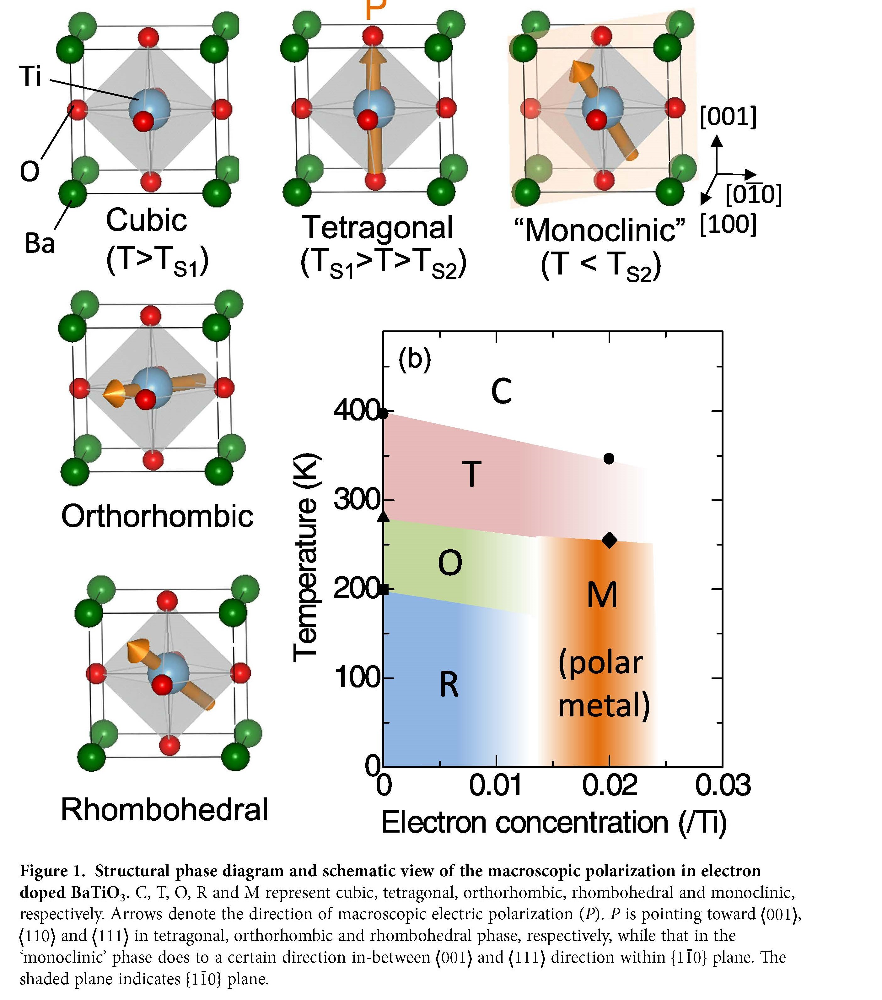 P
Ti
O
Ba
Cubic
(T>T_S1)
Tetragonal
(T_S1>T>T_S2)
“Monoclinic”
(T < T_S2)
[001]
[01̅0]
[100]
Orthorhombic
Rhombohedral
(b)
C
T
O
R
M
(polar
metal)
400
300
200
100
0
0 0.01 0.02 0.03
Temperature (K)
Electron concentration (/Ti)
Figure 1. Structural phase diagram and schematic view of the macroscopic polarization in electron
doped BaTiO₃. C, T, O, R and M represent cubic, tetragonal, orthorhombic, rhombohedral and monoclinic,
respectively. Arrows denote the direction of macroscopic electric polarization (P). P is pointing toward ⟨001⟩,
⟨110⟩ and ⟨111⟩ in tetragonal, orthorhombic and rhombohedral phase, respectively, while that in the
‘monoclinic’ phase does to a certain direction in-between ⟨001⟩ and ⟨111⟩ direction within {11̅0} plane. The
shaded plane indicates {11̅0} plane.